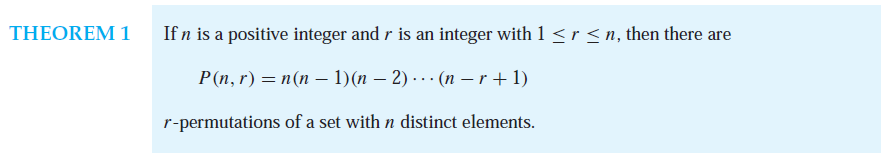 THEOREM 1 If n is a positive integer and r is an integer with 1 ≤ r ≤ n, then there are
P(n, r) = n(n − 1)(n − 2) · · · (n − r + 1)
r-permutations of a set with n distinct elements.